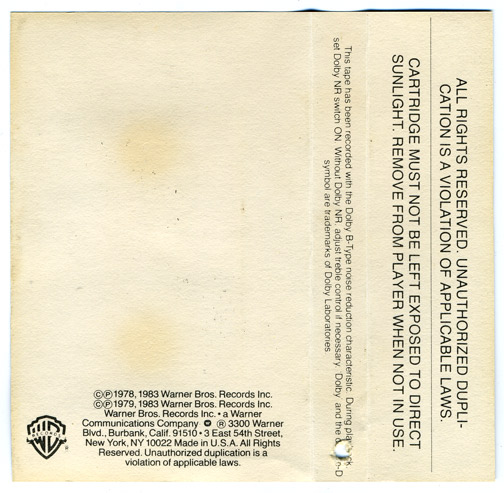 ALL RIGHTS RESERVED. UNAUTHORIZED DUPLI-
CATION IS A VIOLATION OF APPLICABLE LAWS.
CARTRIDGE MUST NOT BE LEFT EXPOSED TO DIRECT
SUNLIGHT. REMOVE FROM PLAYER WHEN NOT IN USE.
This tape has been recorded with the Dolby B-Type noise reduction characteristic. During
set Dolby NR switch ON. Without Dolby NR, adjust treble control if necessary. Dolby and the
symbol are trademarks of Dolby Laboratories
©℗1978, 1983 Warner Bros. Records Inc.
©℗1979, 1983 Warner Bros. Records Inc.
Warner Bros. Records Inc. • a Warner
Communications Company ® 3300 Warner
Blvd., Burbank, Calif. 91510 • 3 East 54th Street,
New York, NY 10022 Made in U.S.A. All Rights
Reserved. Unauthorized duplication is a
violation of applicable laws.
WB
RECORDS
®